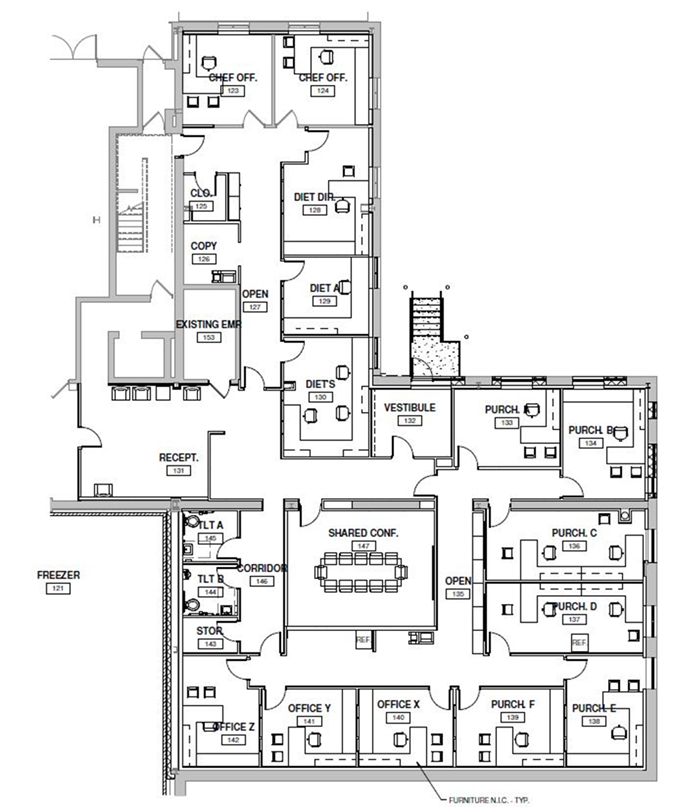 CHEF OFF.
123
CHEF OFF.
124
CLO.
125
DIET DIR.
128
H
COPY
126
DIET A
129
OPEN
127
EXISTING EMR
153
DIET'S
130
VESTIBULE
132
PURCH. A
133
PURCH. B
134
RECEPT.
131
TLT A
145
SHARED CONF.
147
PURCH. C
136
FREEZER
121
TLT B
144
CORRIDOR
146
OPEN
135
PURCH. D
137
STOR.
143
REF.
REF.
OFFICE Z
142
OFFICE Y
141
OFFICE X
140
PURCH. F
139
PURCH. E
138
FURNITURE N.I.C. - TYP.